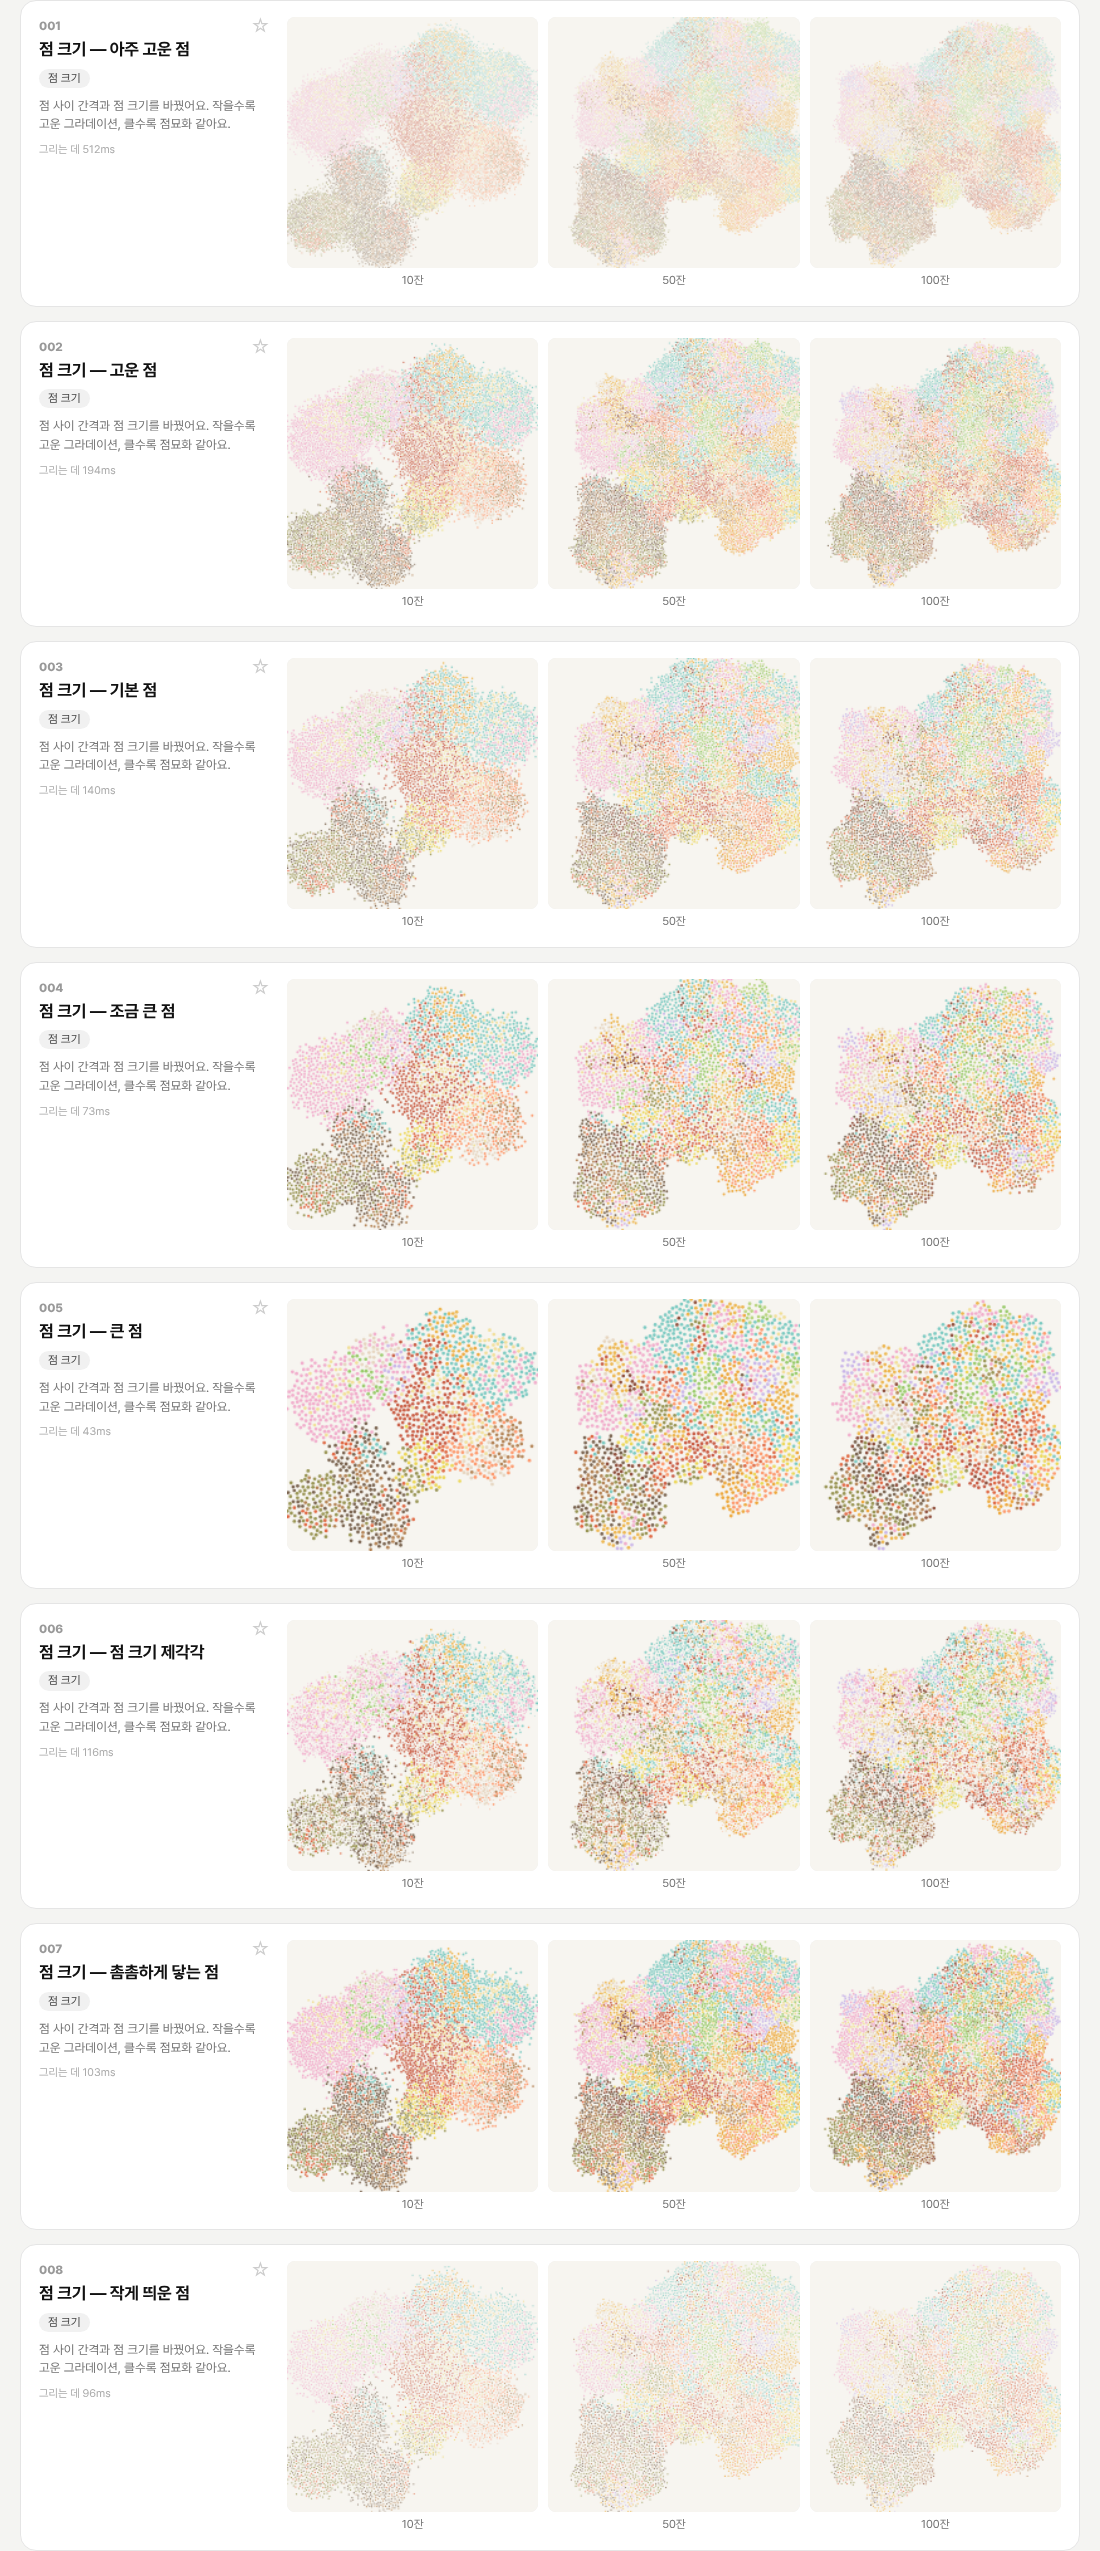 001
☆
점 크기 — 아주 고운 점
점 크기
점 사이 간격과 점 크기를 바꿨어요. 작을수록
고운 그라데이션, 클수록 점묘화 같아요.
그리는 데 512ms
10잔
50잔
100잔
002
☆
점 크기 — 고운 점
점 크기
점 사이 간격과 점 크기를 바꿨어요. 작을수록
고운 그라데이션, 클수록 점묘화 같아요.
그리는 데 194ms
10잔
50잔
100잔
003
☆
점 크기 — 기본 점
점 크기
점 사이 간격과 점 크기를 바꿨어요. 작을수록
고운 그라데이션, 클수록 점묘화 같아요.
그리는 데 140ms
10잔
50잔
100잔
004
☆
점 크기 — 조금 큰 점
점 크기
점 사이 간격과 점 크기를 바꿨어요. 작을수록
고운 그라데이션, 클수록 점묘화 같아요.
그리는 데 73ms
10잔
50잔
100잔
005
☆
점 크기 — 큰 점
점 크기
점 사이 간격과 점 크기를 바꿨어요. 작을수록
고운 그라데이션, 클수록 점묘화 같아요.
그리는 데 43ms
10잔
50잔
100잔
006
☆
점 크기 — 점 크기 제각각
점 크기
점 사이 간격과 점 크기를 바꿨어요. 작을수록
고운 그라데이션, 클수록 점묘화 같아요.
그리는 데 116ms
10잔
50잔
100잔
007
☆
점 크기 — 촘촘하게 닿는 점
점 크기
점 사이 간격과 점 크기를 바꿨어요. 작을수록
고운 그라데이션, 클수록 점묘화 같아요.
그리는 데 103ms
10잔
50잔
100잔
008
☆
점 크기 — 작게 띄운 점
점 크기
점 사이 간격과 점 크기를 바꿨어요. 작을수록
고운 그라데이션, 클수록 점묘화 같아요.
그리는 데 96ms
10잔
50잔
100잔